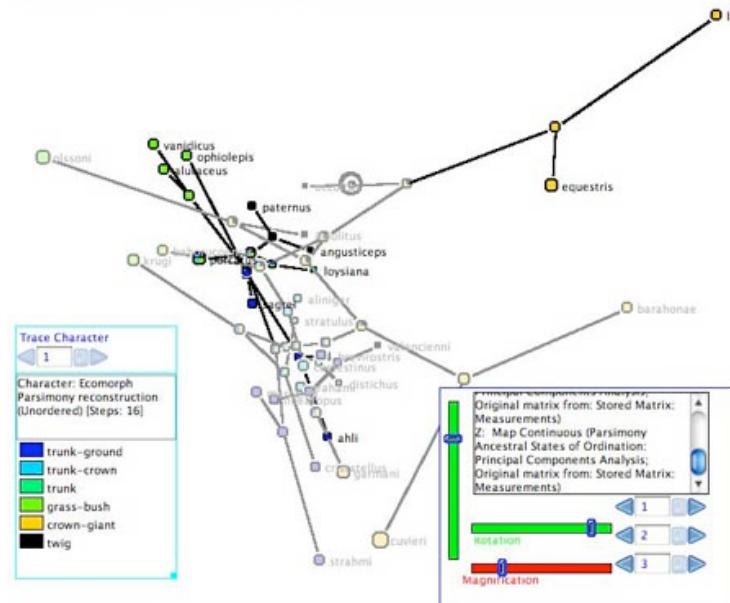 vanidicus
ophiolepis
olssoni
alutaceus
equestris
paternus
angusticeps
loysiana
krugi
aliniger
stratulus
barahonae
valencienni
brevirostris
distichus
ahli
garmani
cuvieri
strahmi
Trace Character
1
Character: Ecomorph
Parsimony reconstruction
(Unordered) [Steps: 16]
trunk-ground
trunk-crown
trunk
grass-bush
crown-giant
twig
Principal Components Analysis;
Original matrix from: Stored Matrix:
Measurements)
Z: Map Continuous (Parsimony
Ancestral States of Ordination:
Principal Components Analysis;
Original matrix from: Stored Matrix:
Measurements)
1
Rotation
2
3
Magnification